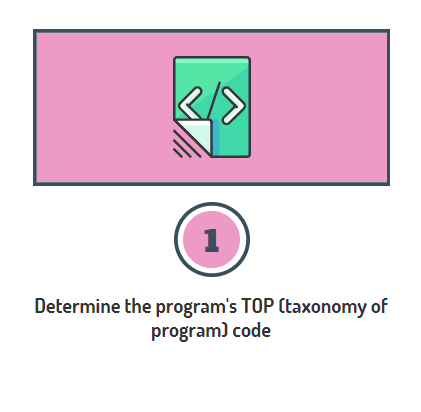 1
Determine the program's TOP (taxonomy of
program) code